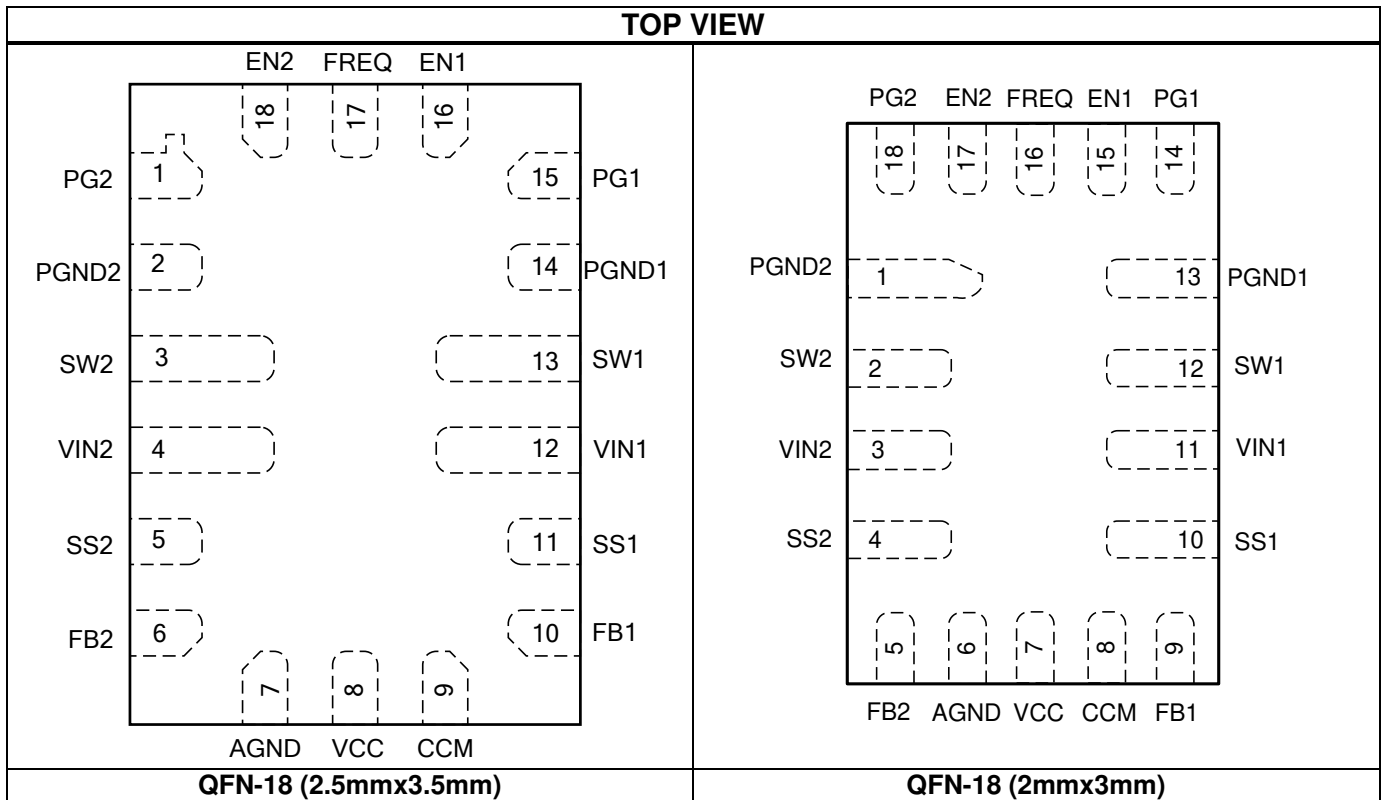 TOP VIEW
EN2 FREQ EN1
18 17 16
PG2 1 15 PG1
PGND2 2 14 PGND1
SW2 3 13 SW1
VIN2 4 12 VIN1
SS2 5 11 SS1
FB2 6 10 FB1
7 8 9
AGND VCC CCM
QFN-18 (2.5mmx3.5mm)
PG2 EN2 FREQ EN1 PG1
18 17 16 15 14
PGND2 1 13 PGND1
SW2 2 12 SW1
VIN2 3 11 VIN1
SS2 4 10 SS1
5 6 7 8 9
FB2 AGND VCC CCM FB1
QFN-18 (2mmx3mm)